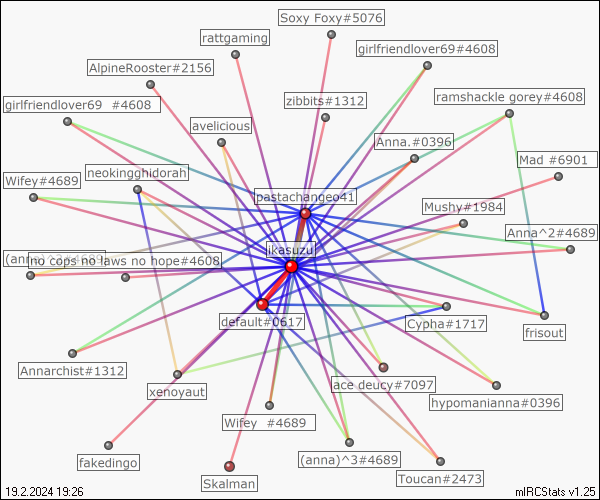 Soxy Foxy#5076
rattgaming
girlfriendlover69#4608
AlpineRooster#2156
ramshackle gorey#4608
girlfriendlover69 #4608
zibbits#1312
avelicious
Anna.#0396
Mad #6901
neokingghidorah
Wifey#4689
pastachangeo41
Mushy#1984
Anna^2#4689
ikasuzu
no cops no laws no hope#4608
default#0617
Cypha#1717
frisout
Annarchist#1312
xenoyaut
ace deucy#7097
hypomanianna#0396
Wifey #4689
fakedingo
(anna)^3#4689
Skalman
Toucan#2473
19.2.2024 19:26
mIRCStats v1.25